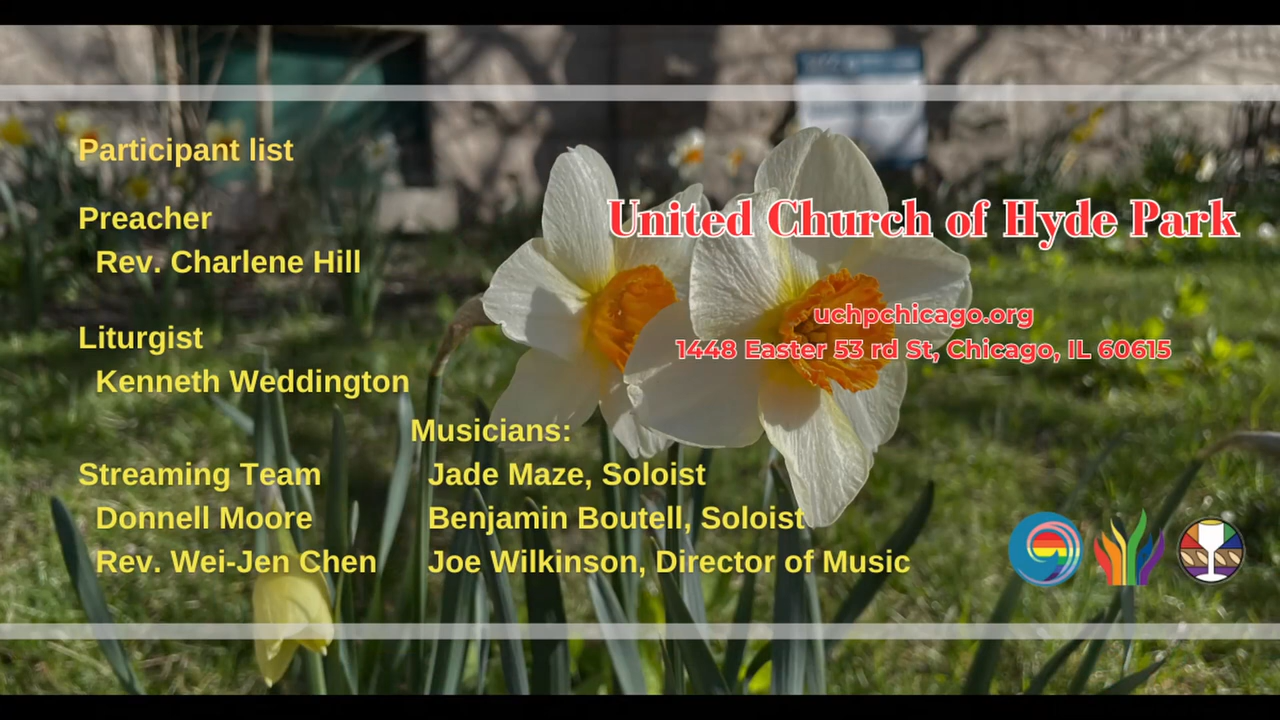 Participant list
Preacher
Rev. Charlene Hill
Liturgist
Kenneth Weddington
Streaming Team
Donnell Moore
Rev. Wei-Jen Chen
Musicians:
Jade Maze, Soloist
Benjamin Boutell, Soloist
Joe Wilkinson, Director of Music
United Church of Hyde Park
uchpchicago.org
1448 Easter 53 rd St, Chicago, IL 60615